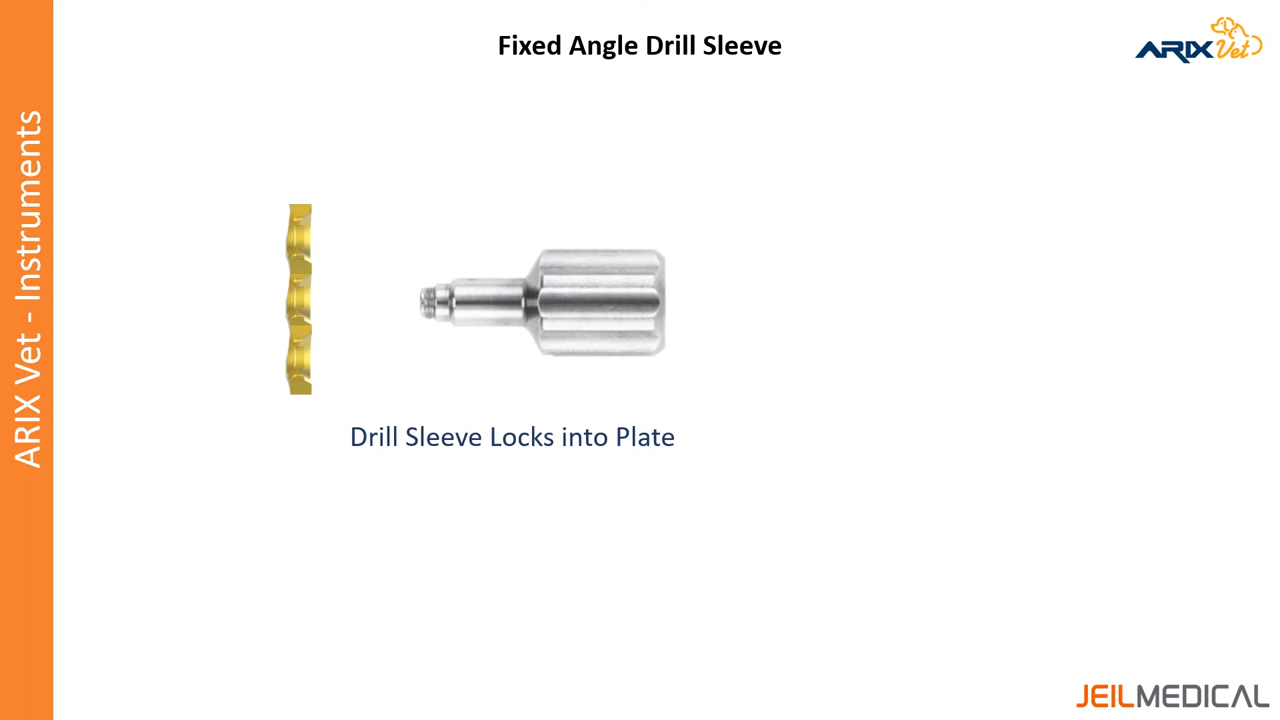 Fixed Angle Drill Sleeve
ARIX Vet
ARIX Vet - Instruments
Drill Sleeve Locks into Plate
JEILMEDICAL